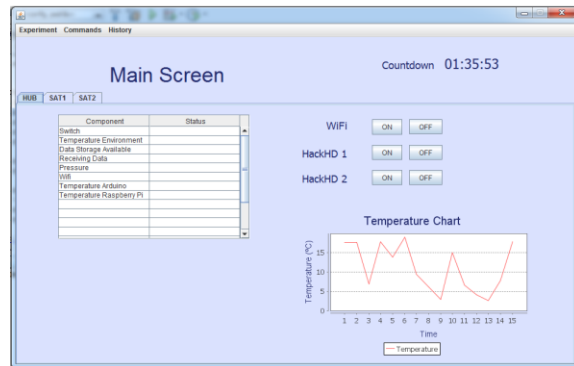 Experiment Commands History
Main Screen
Countdown 01:35:53
HUB SAT1 SAT2
Component Status
Switch
Temperature Environment
Data Storage Available
Receiving Data
Pressure
Wifi
Temperature Arduino
Temperature Raspberry Pi
WiFi ON OFF
HackHD 1 ON OFF
HackHD 2 ON OFF
Temperature Chart
Temperature (ºC)
15
10
5
0
1 2 3 4 5 6 7 8 9 10 11 12 13 14 15
Time
Temperature